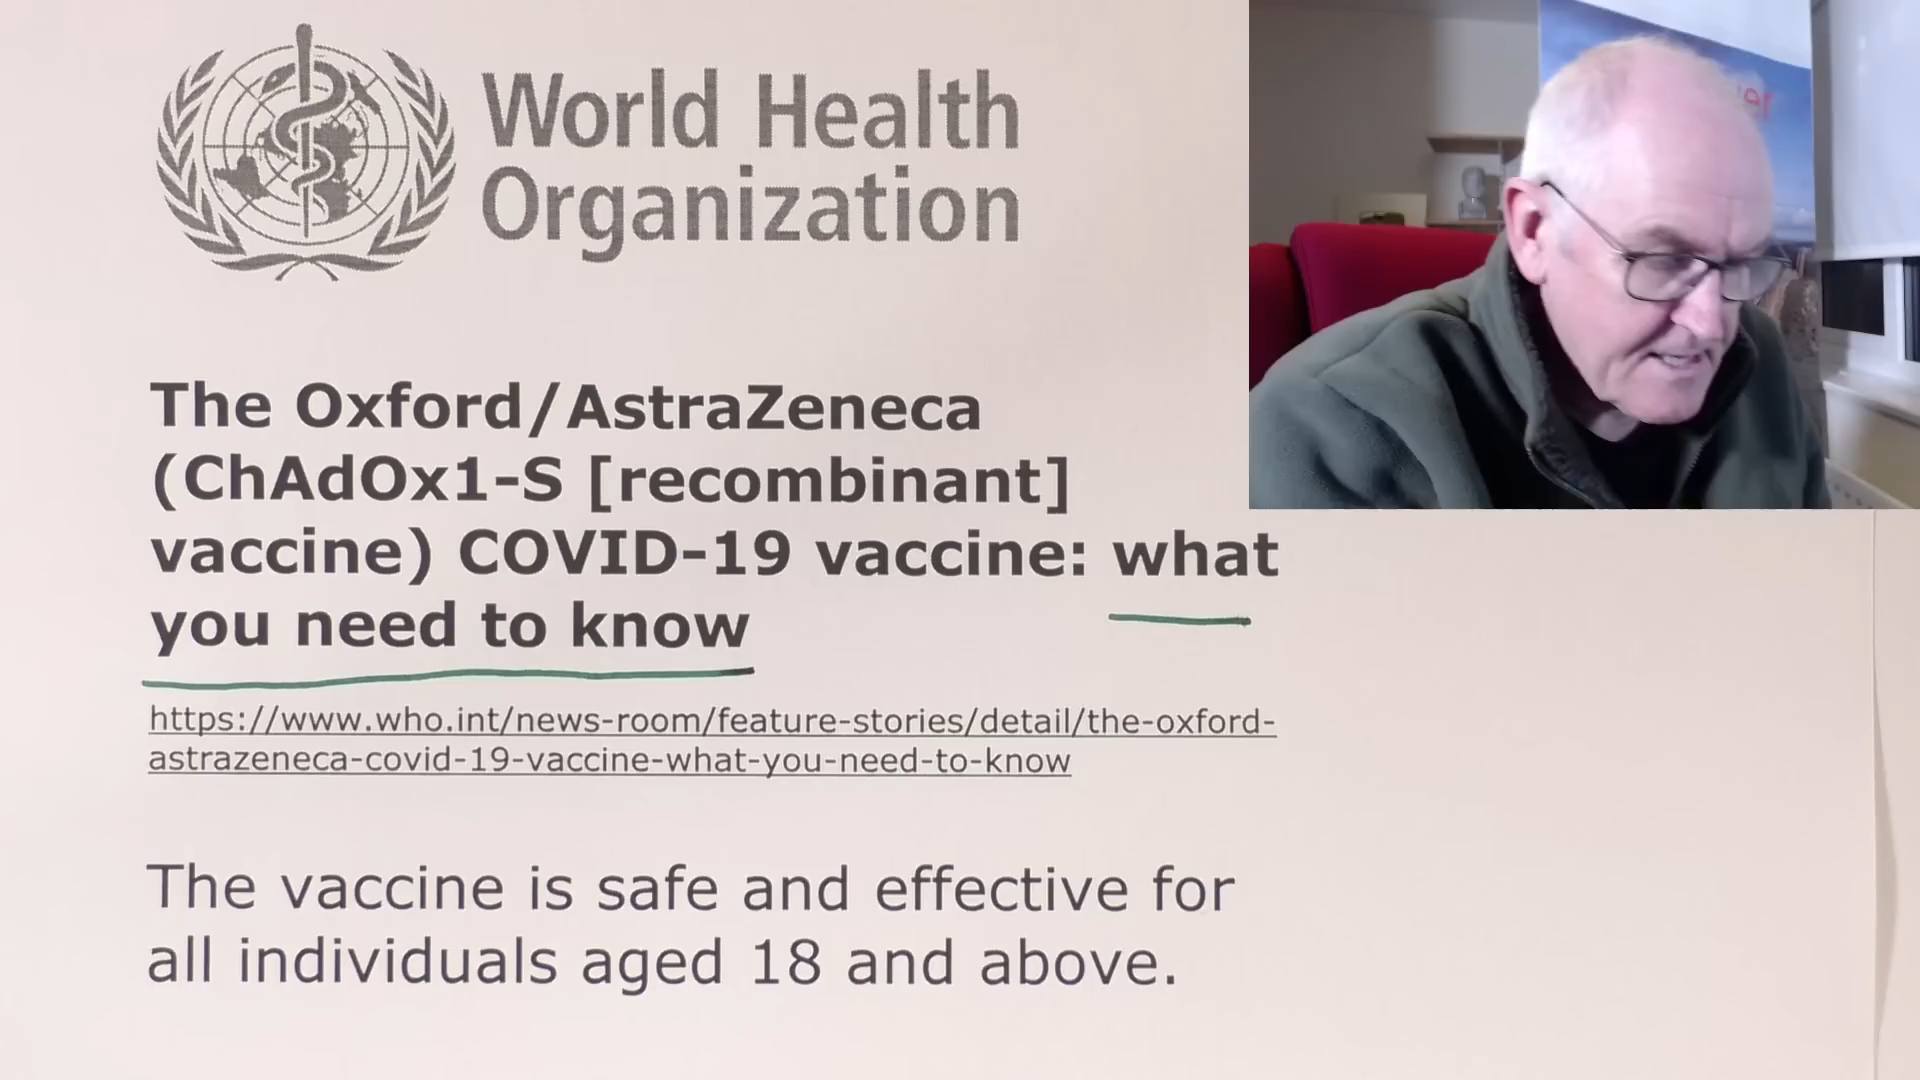 World Health
Organization
The Oxford/AstraZeneca
(ChAdOx1-S [recombinant]
vaccine) COVID-19 vaccine: what
you need to know
https://www.who.int/news-room/feature-stories/detail/the-oxford-
astrazeneca-covid-19-vaccine-what-you-need-to-know
The vaccine is safe and effective for
all individuals aged 18 and above.